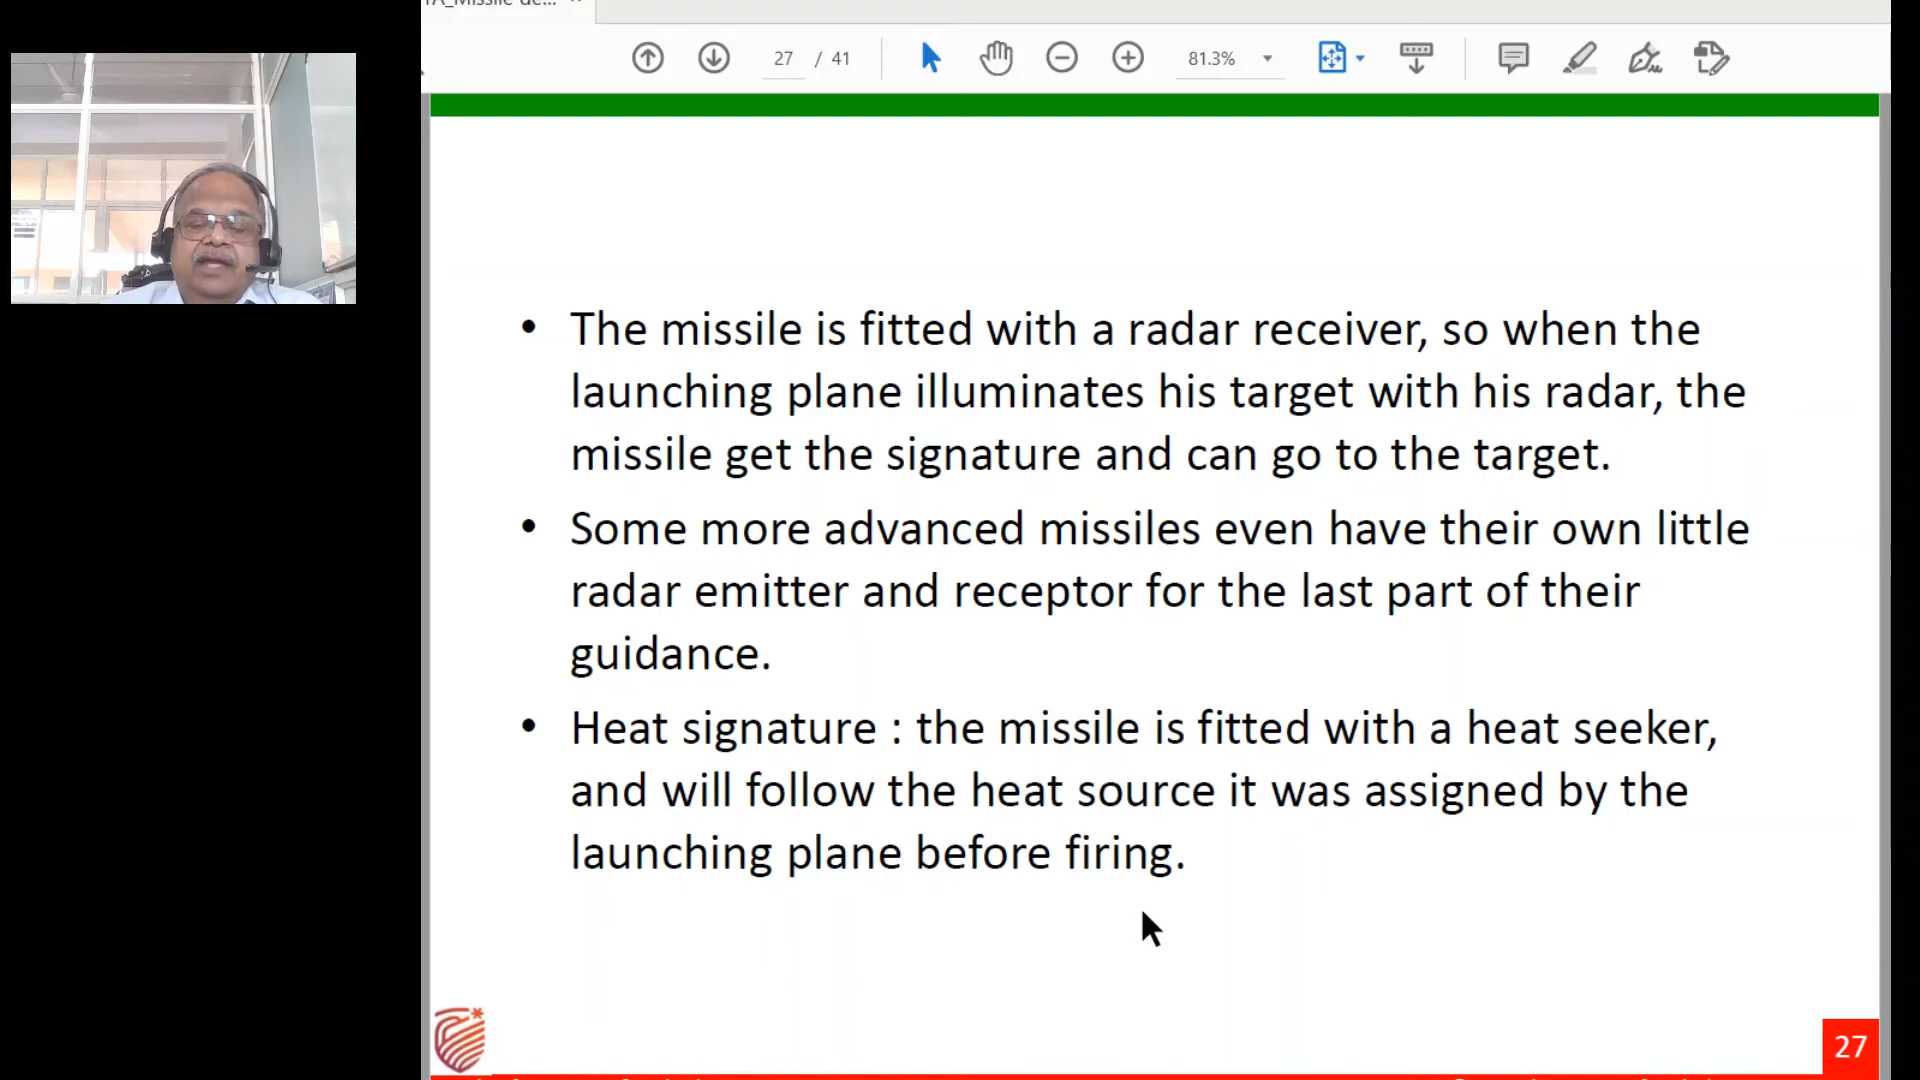 27 / 41
81.3%
• The missile is fitted with a radar receiver, so when the
launching plane illuminates his target with his radar, the
missile get the signature and can go to the target.
• Some more advanced missiles even have their own little
radar emitter and receptor for the last part of their
guidance.
• Heat signature : the missile is fitted with a heat seeker,
and will follow the heat source it was assigned by the
launching plane before firing.
27